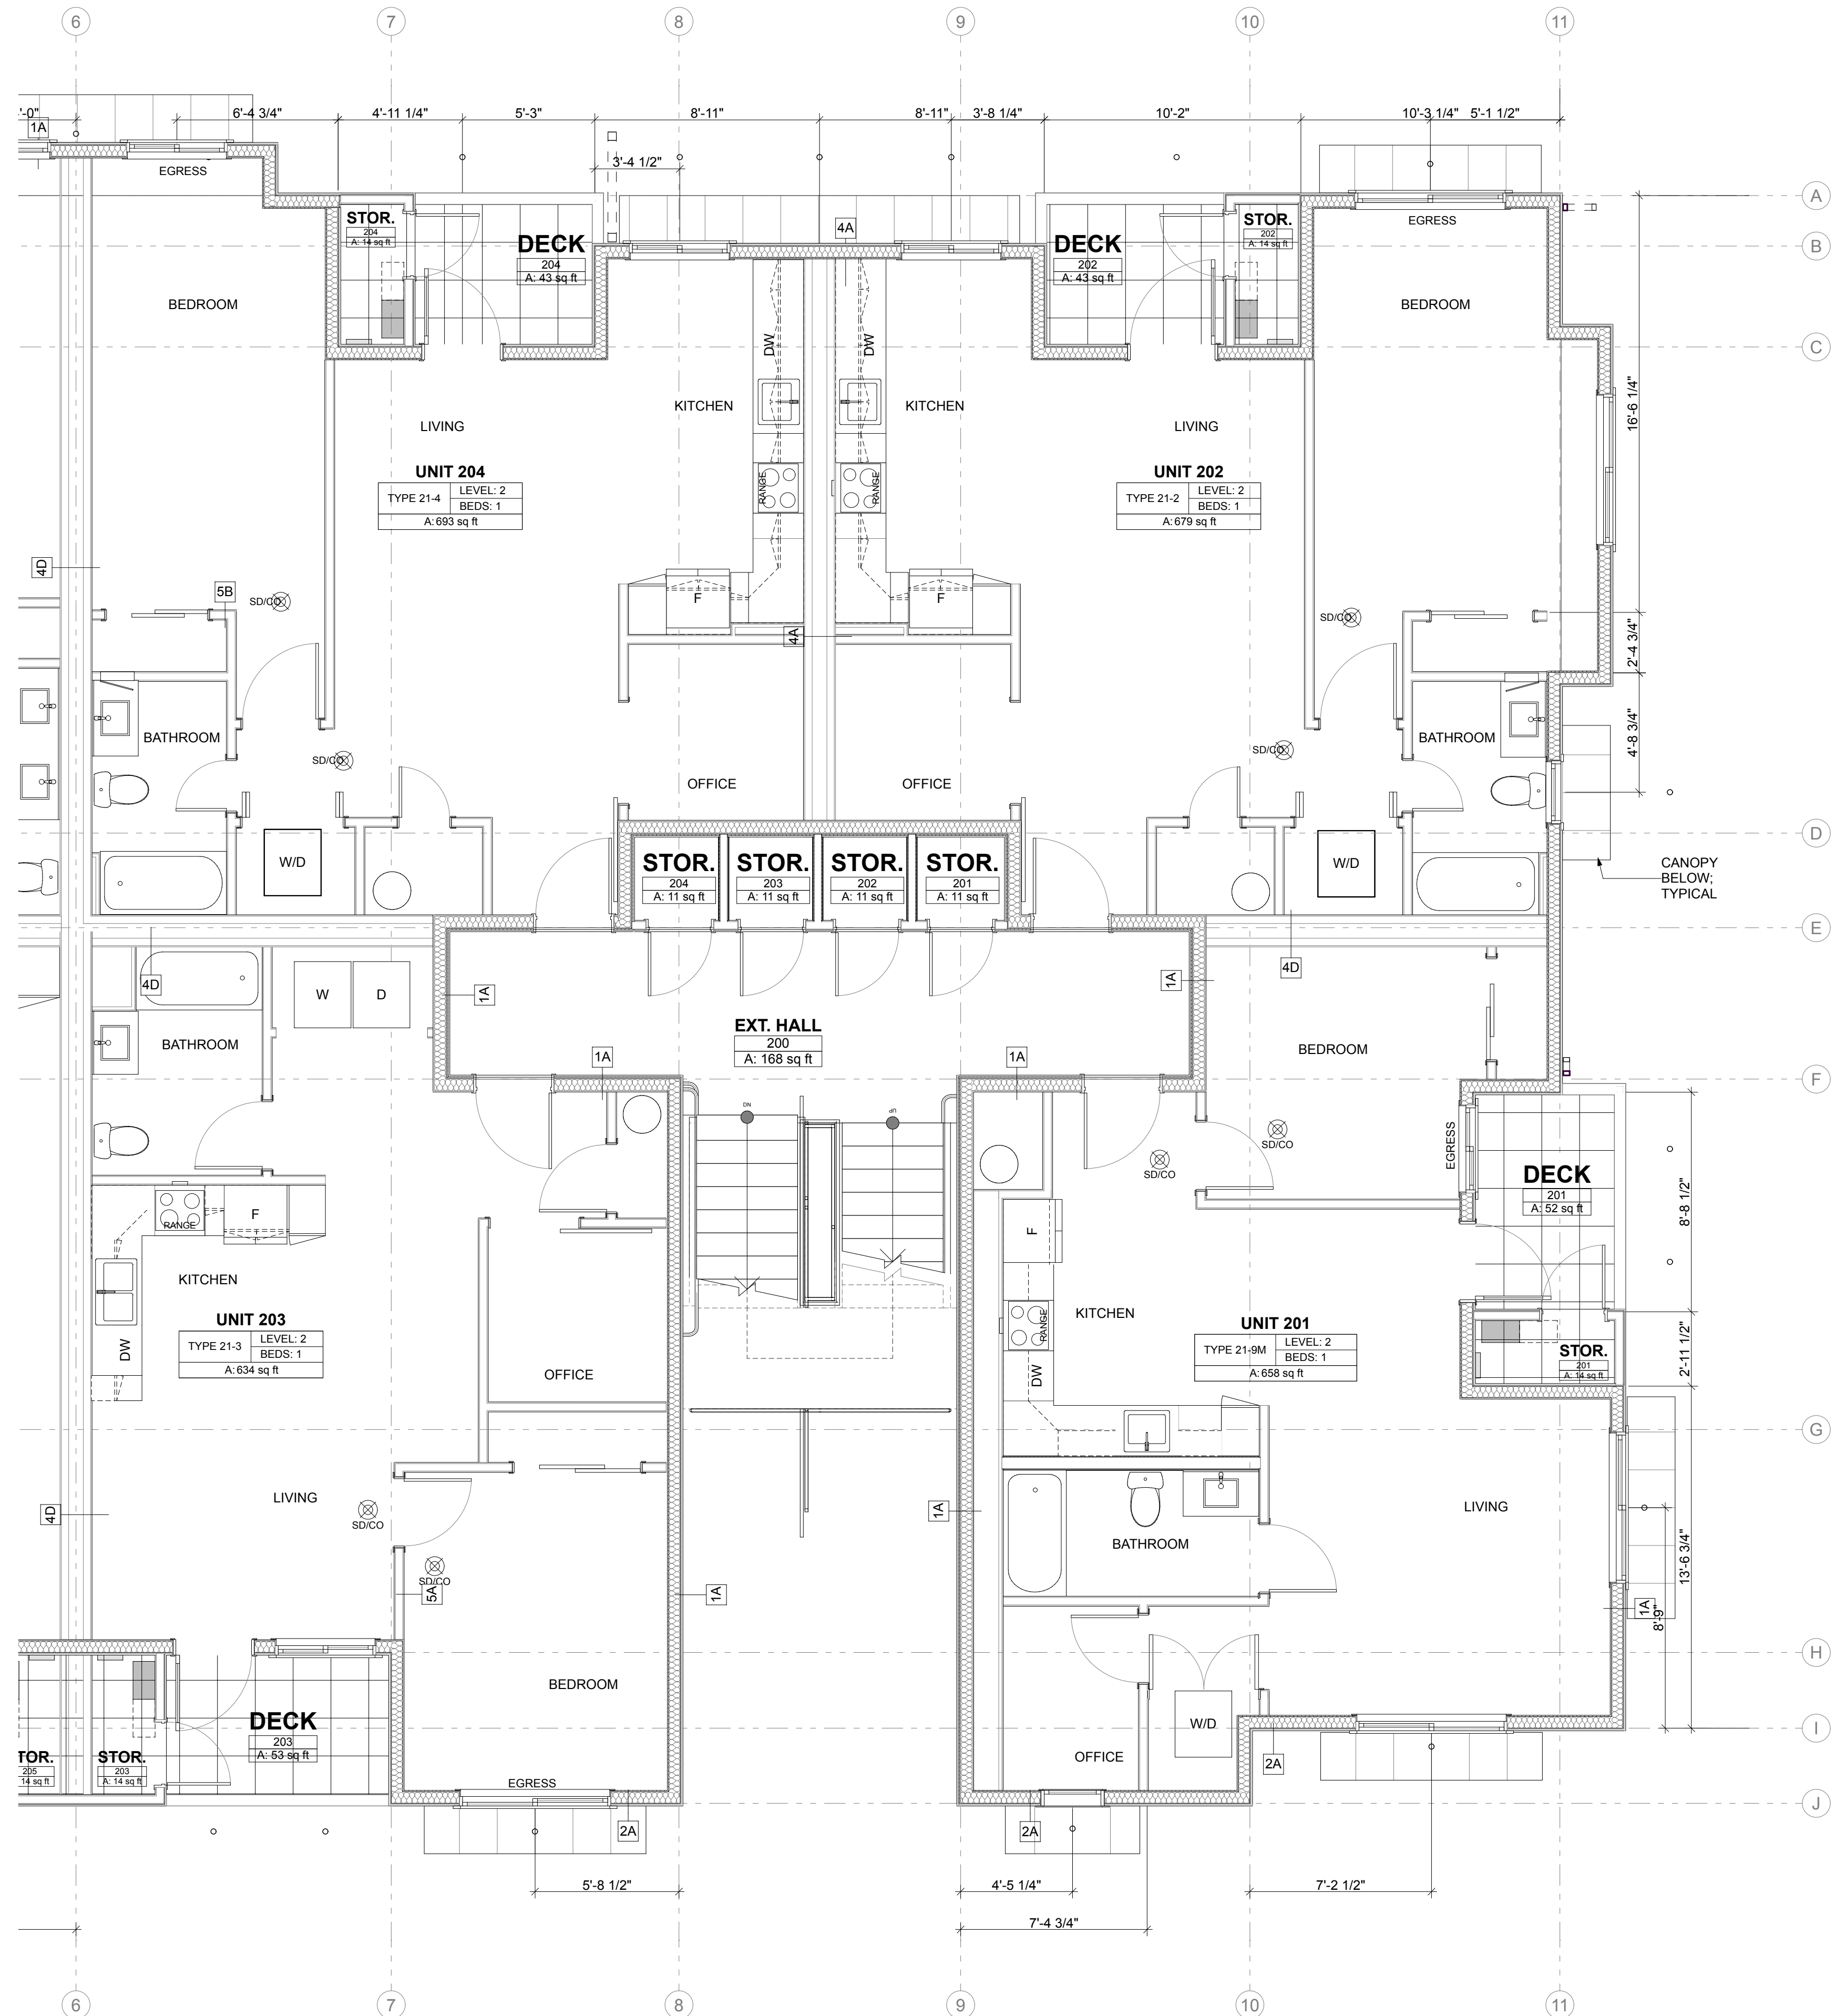 6
7
8
9
10
11
6'-4 3/4"
4'-11 1/4"
5'-3"
8'-11"
8'-11"
3'-8 1/4"
10'-2"
10'-3 1/4"
5'-1 1/2"
1A
3'-4 1/2"
EGRESS
EGRESS
A
STOR.
204
A: 14 sq ft
DECK
204
A: 43 sq ft
4A
DECK
202
A: 43 sq ft
STOR.
202
A: 14 sq ft
B
BEDROOM
BEDROOM
C
DW
DW
KITCHEN
KITCHEN
LIVING
LIVING
16'-6 1/4"
UNIT 204
TYPE 21-4
LEVEL: 2
BEDS: 1
A: 693 sq ft
RANGE
RANGE
UNIT 202
TYPE 21-2
LEVEL: 2
BEDS: 1
A: 679 sq ft
4D
5B
SD/CO
F
F
SD/CO
4A
2'-4 3/4"
BATHROOM
BATHROOM
4'-8 3/4"
SD/CO
SD/CO
OFFICE
OFFICE
D
W/D
STOR.
204
A: 11 sq ft
STOR.
203
A: 11 sq ft
STOR.
202
A: 11 sq ft
STOR.
201
A: 11 sq ft
W/D
CANOPY
BELOW;
TYPICAL
E
4D
W
D
1A
1A
4D
EXT. HALL
200
A: 168 sq ft
BATHROOM
1A
1A
BEDROOM
F
DN
UP
SD/CO
SD/CO
EGRESS
DECK
201
A: 52 sq ft
8'-8 1/2"
RANGE
F
F
KITCHEN
KITCHEN
UNIT 203
TYPE 21-3
LEVEL: 2
BEDS: 1
A: 634 sq ft
DW
RANGE
DW
UNIT 201
TYPE 21-9M
LEVEL: 2
BEDS: 1
A: 658 sq ft
STOR.
201
A: 14 sq ft
2'-11 1/2"
OFFICE
G
LIVING
LIVING
4D
SD/CO
1A
BATHROOM
13'-6 3/4"
SD/CO
5A
1A
1A
8'-9"
H
BEDROOM
DECK
203
A: 53 sq ft
W/D
I
TOR.
205
14 sq ft
STOR.
203
A: 14 sq ft
OFFICE
2A
EGRESS
J
2A
2A
5'-8 1/2"
4'-5 1/4"
7'-2 1/2"
7'-4 3/4"
6
7
8
9
10
11